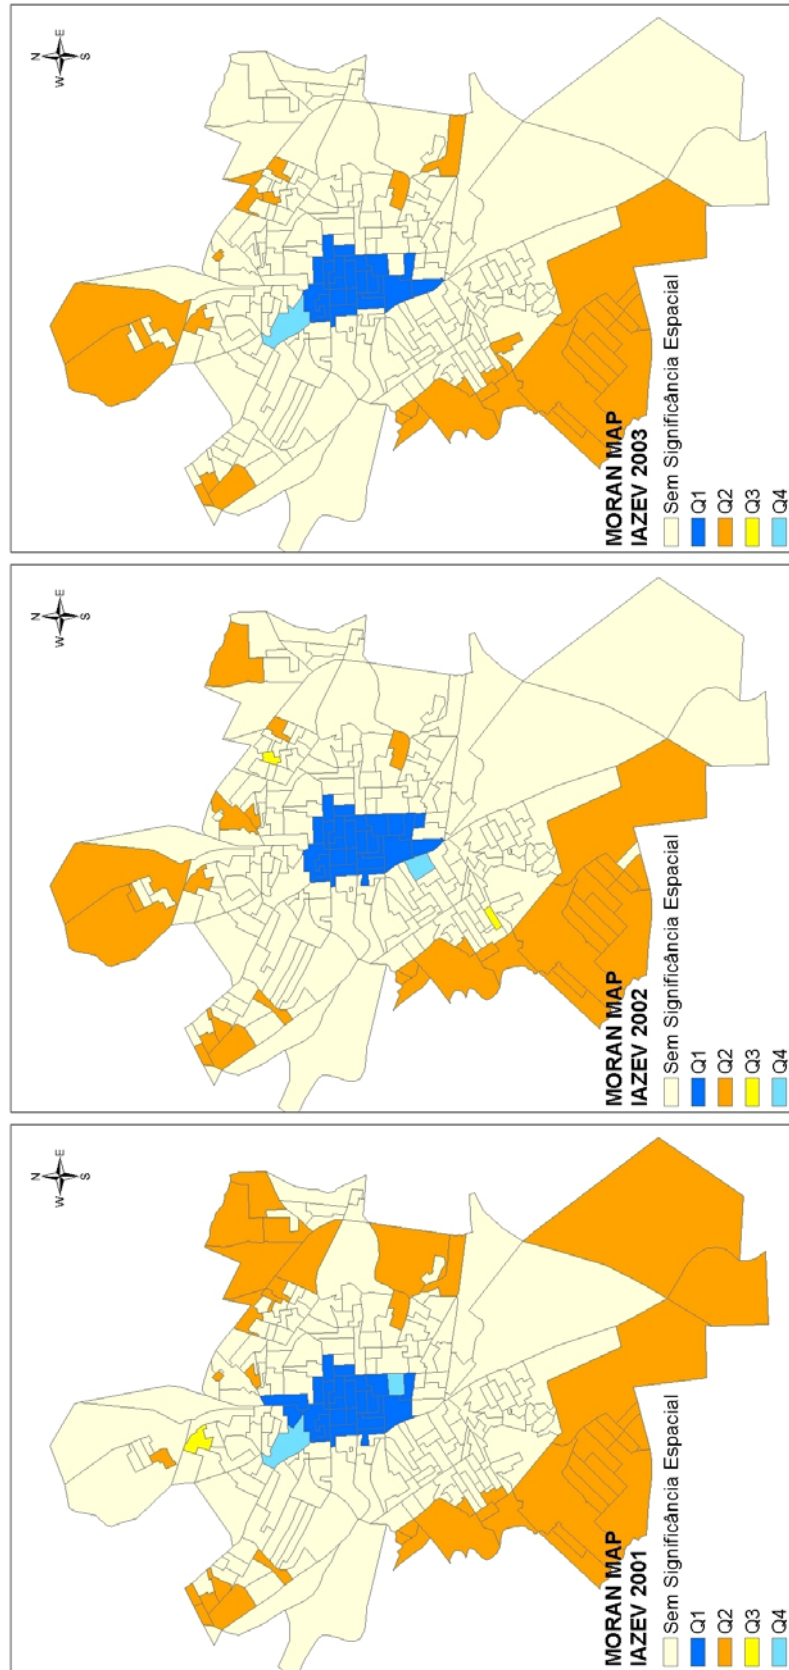 N
W E
S
MORAN MAP
IAZEV 2001
Sem Significância Espacial
Q1
Q2
Q3
Q4
N
W E
S
MORAN MAP
IAZEV 2002
Sem Significância Espacial
Q1
Q2
Q3
Q4
N
W E
S
MORAN MAP
IAZEV 2003
Sem Significância Espacial
Q1
Q2
Q3
Q4